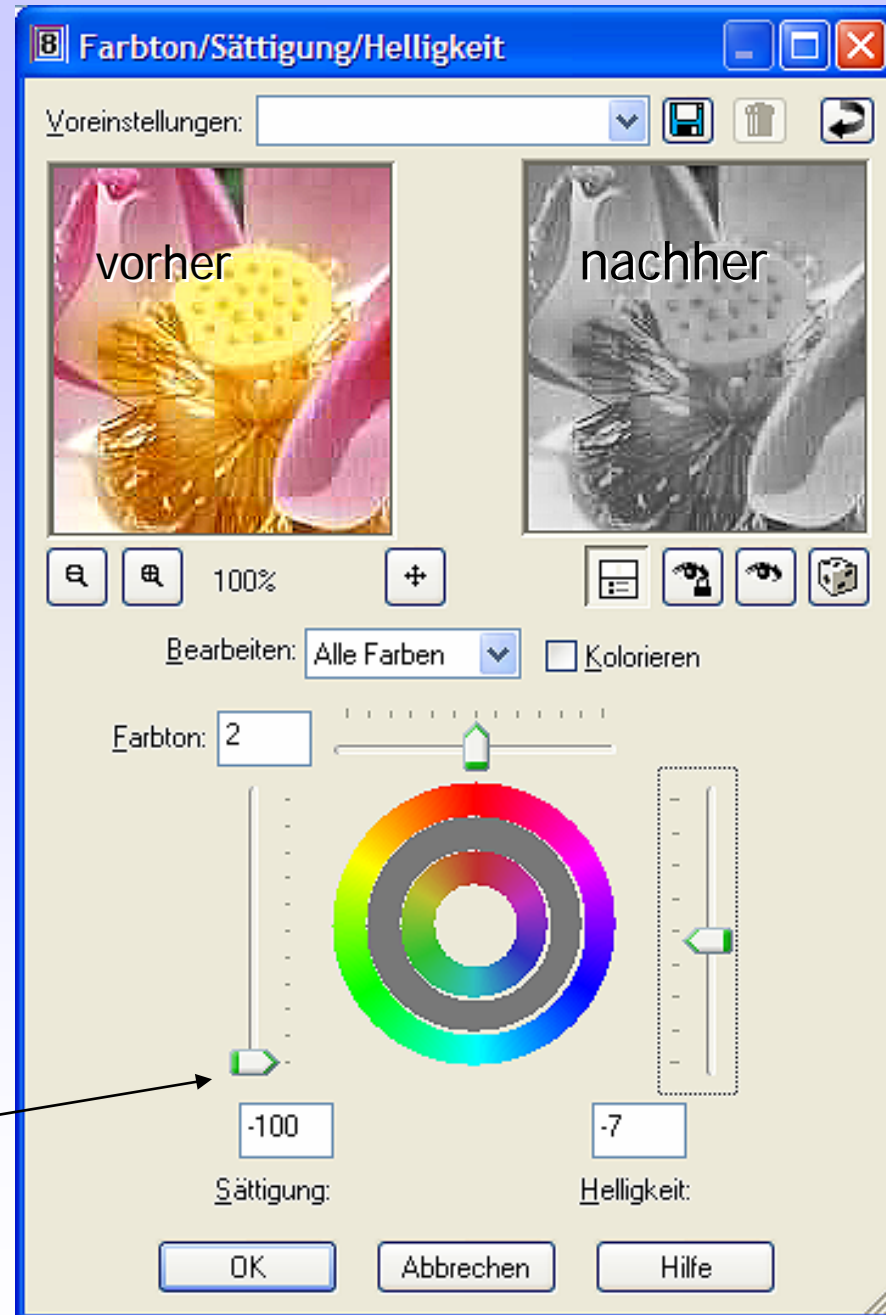 8 Farbton/Sättigung/Helligkeit
Voreinstellungen:
vorher
nachher
100%
Bearbeiten: Alle Farben Kolorieren
Farbton: 2
-100
-7
Sättigung:
Helligkeit:
OK Abbrechen Hilfe